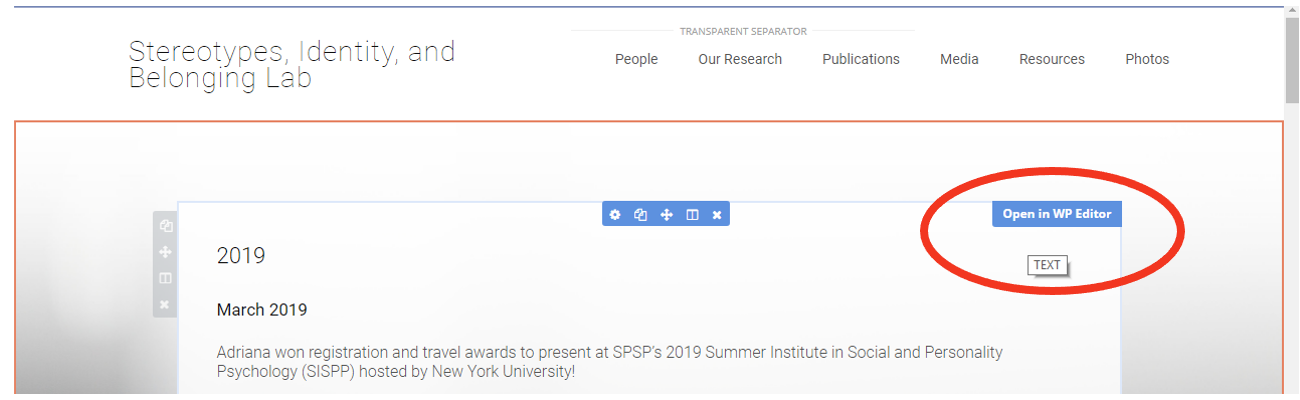 TRANSPARENT SEPARATOR
Stereotypes, Identity, and
Belonging Lab
People Our Research Publications Media Resources Photos
Open in WP Editor
2019
TEXT
March 2019
Adriana won registration and travel awards to present at SPSP's 2019 Summer Institute in Social and Personality
Psychology (SISPP) hosted by New York University!